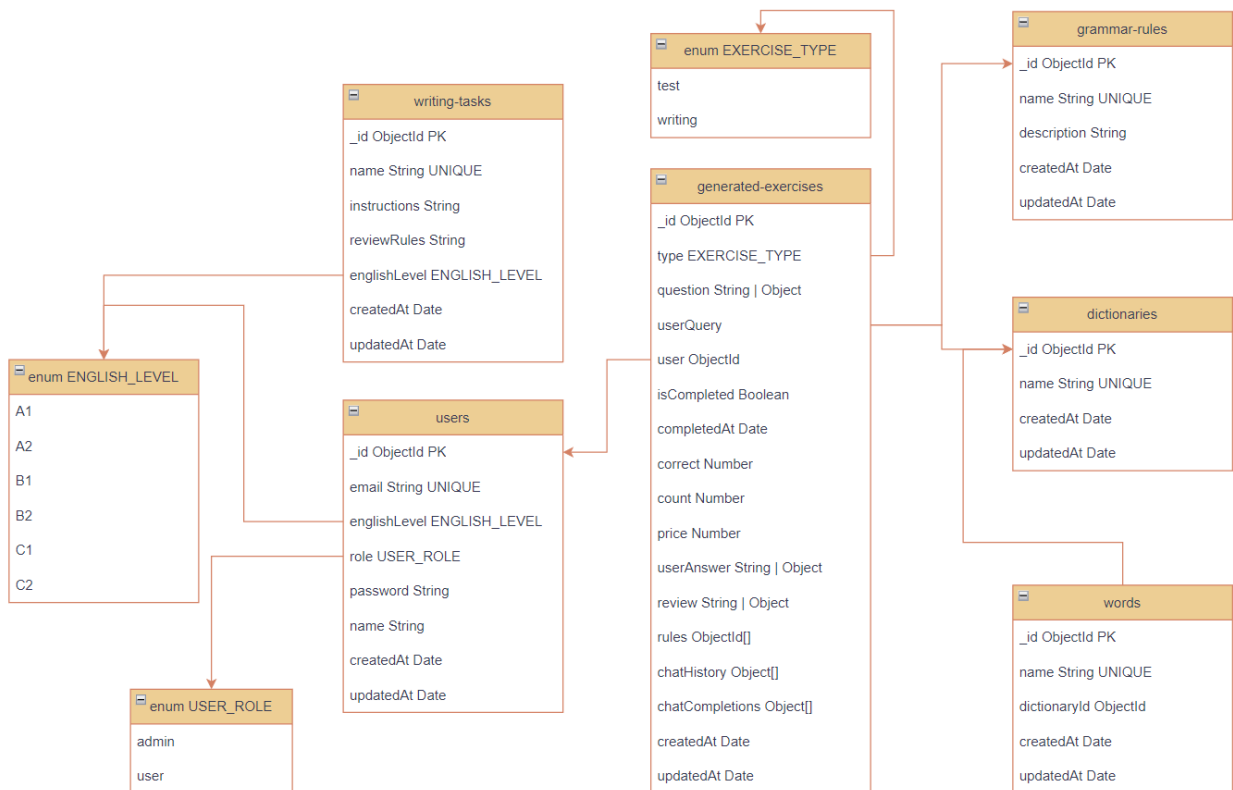 writing-tasks
_id ObjectId PK
name String UNIQUE
instructions String
reviewRules String
englishLevel ENGLISH_LEVEL
createdAt Date
updatedAt Date
enum ENGLISH_LEVEL
A1
A2
B1
B2
C1
C2
users
_id ObjectId PK
email String UNIQUE
englishLevel ENGLISH_LEVEL
role USER_ROLE
password String
name String
createdAt Date
updatedAt Date
enum USER_ROLE
admin
user
enum EXERCISE_TYPE
test
writing
generated-exercises
_id ObjectId PK
type EXERCISE_TYPE
question String | Object
userQuery
user ObjectId
isCompleted Boolean
completedAt Date
correct Number
count Number
price Number
userAnswer String | Object
review String | Object
rules ObjectId[]
chatHistory Object[]
chatCompletions Object[]
createdAt Date
updatedAt Date
grammar-rules
_id ObjectId PK
name String UNIQUE
description String
createdAt Date
updatedAt Date
dictionaries
_id ObjectId PK
name String UNIQUE
createdAt Date
updatedAt Date
words
_id ObjectId PK
name String UNIQUE
dictionaryId ObjectId
createdAt Date
updatedAt Date